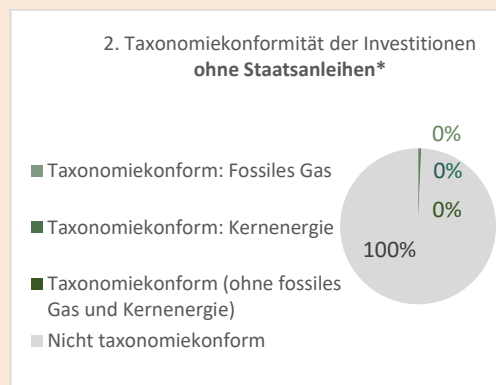 2. Taxonomiekonformität der Investitionen
ohne Staatsanleihen*
0%
Taxonomiekonform: Fossiles Gas
0%
0%
Taxonomiekonform: Kernenergie
100%
Taxonomiekonform (ohne fossiles
Gas und Kernenergie)
Nicht taxonomiekonform